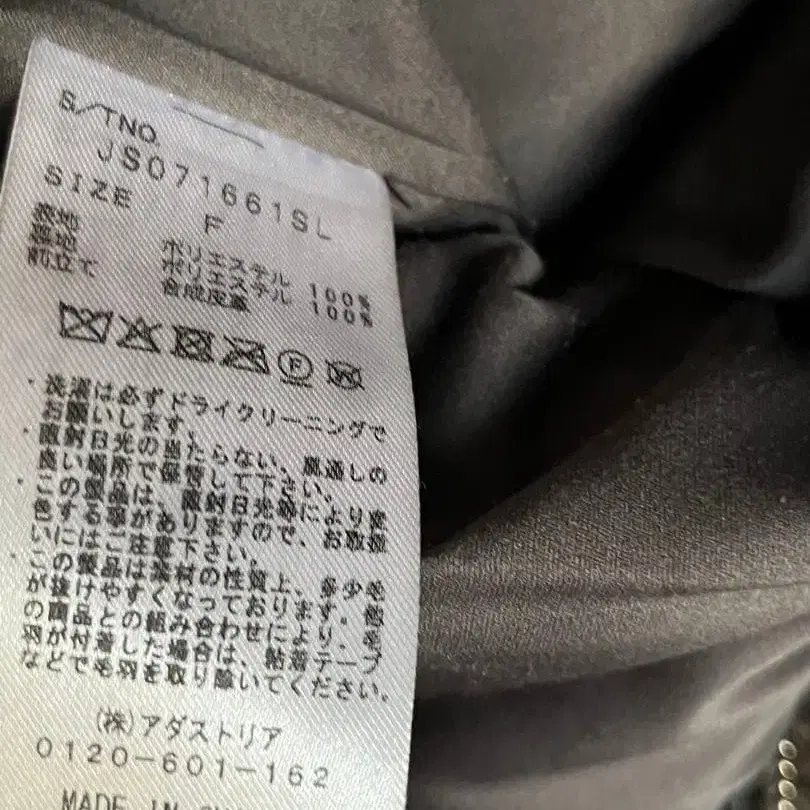 S/TNO.
JS071661SL
SIZE F
表地 ポリエステル 100%
裏地 ポリエステル 100%
前立て 合成皮革
・洗濯は必ずドライクリーニングで
お願いします。
・直射日光の当たらない、風通しの
良い場所で保管して下さい。
・この製品は、直射日光等により変
色する事がありますので、お取扱
いにはご注意下さい。
・この製品は素材の性質上、多少毛
が抜けやすくなっております。他
の商品との組み合わせにより、毛
羽が付着した場合は、粘着テープ
などで毛羽を取り除いてください。
(株)アダストリア
0120-601-162
MADE IN